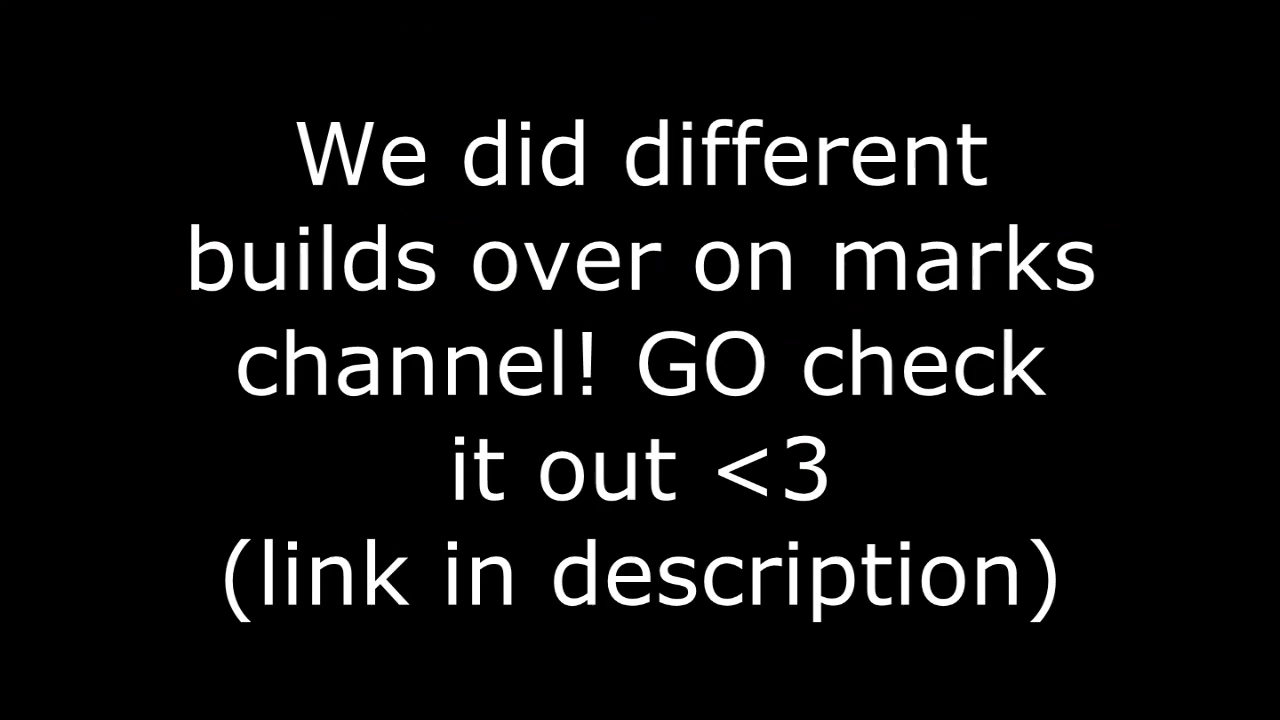 We did different
builds over on marks
channel! GO check
it out <3
(link in description)